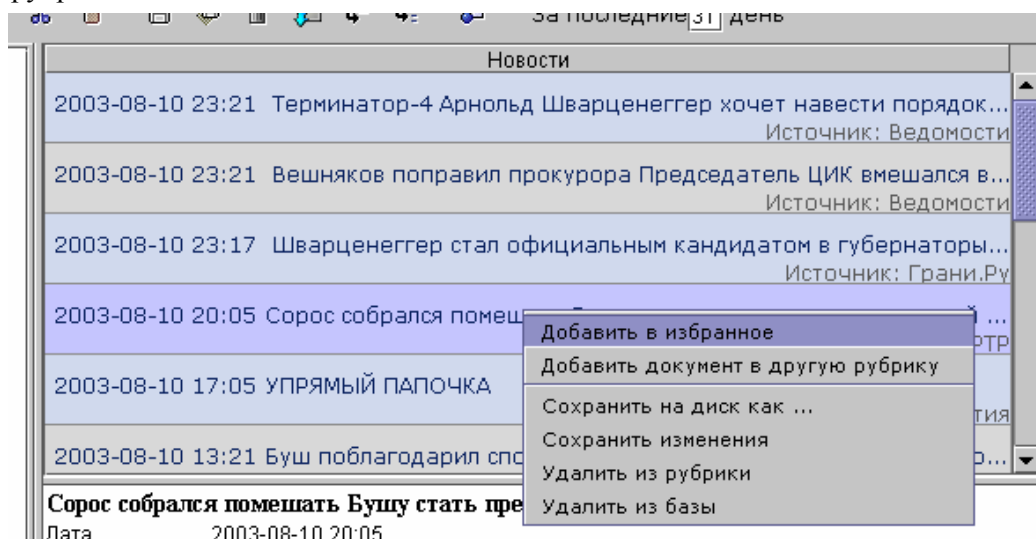 За последние 31 день
Новости
2003-08-10 23:21 Терминатор-4 Арнольд Шварценеггер хочет навести порядок...
Источник: Ведомости
2003-08-10 23:21 Вешняков поправил прокурора Председатель ЦИК вмешался в...
Источник: Ведомости
2003-08-10 23:17 Шварценеггер стал официальным кандидатом в губернаторы...
Источник: Грани.Ру
2003-08-10 20:05 Сорос собрался
Добавить в избранное
Добавить документ в другую рубрику
2003-08-10 17:05 УПРЯМЫЙ ПАПОЧКА
Сохранить на диск как ...
Сохранить изменения
2003-08-10 13:21 Буш поблагодарил
Удалить из рубрики
Удалить из базы
Сорос собрался помешать Бушу стать
Дата 2003-08-10 20:05